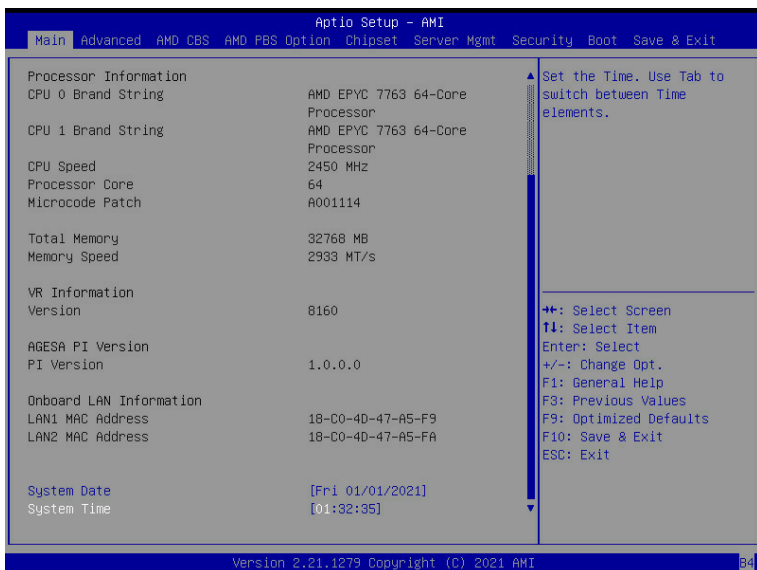 Aptio Setup - AMI
Main Advanced AMD CBS AMD PBS Option Chipset Server Mgmt Security Boot Save & Exit
Processor Information
CPU 0 Brand String AMD EPYC 7763 64-Core
Processor
CPU 1 Brand String AMD EPYC 7763 64-Core
Processor
CPU Speed 2450 MHz
Processor Core 64
Microcode Patch A001114
Total Memory 32768 MB
Memory Speed 2933 MT/s
VR Information
Version 8160
AGESA PI Version
PI Version 1.0.0.0
Onboard LAN Information
LAN1 MAC Address 18-C0-4D-47-A5-F9
LAN2 MAC Address 18-C0-4D-47-A5-FA
System Date [Fri 01/01/2021]
System Time [01:32:35]
Set the Time. Use Tab to
switch between Time
elements.
→←: Select Screen
↑↓: Select Item
Enter: Select
+/-: Change Opt.
F1: General Help
F3: Previous Values
F9: Optimized Defaults
F10: Save & Exit
ESC: Exit
Version 2.21.1279 Copyright (C) 2021 AMI
B4